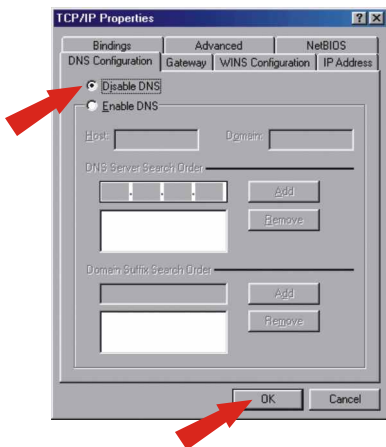 TCP/IP Properties
Bindings Advanced NetBIOS
DNS Configuration Gateway WINS Configuration IP Address
Disable DNS
Enable DNS
Host: Domain:
DNS Server Search Order
Add
Remove
Domain Suffix Search Order
Add
Remove
OK Cancel